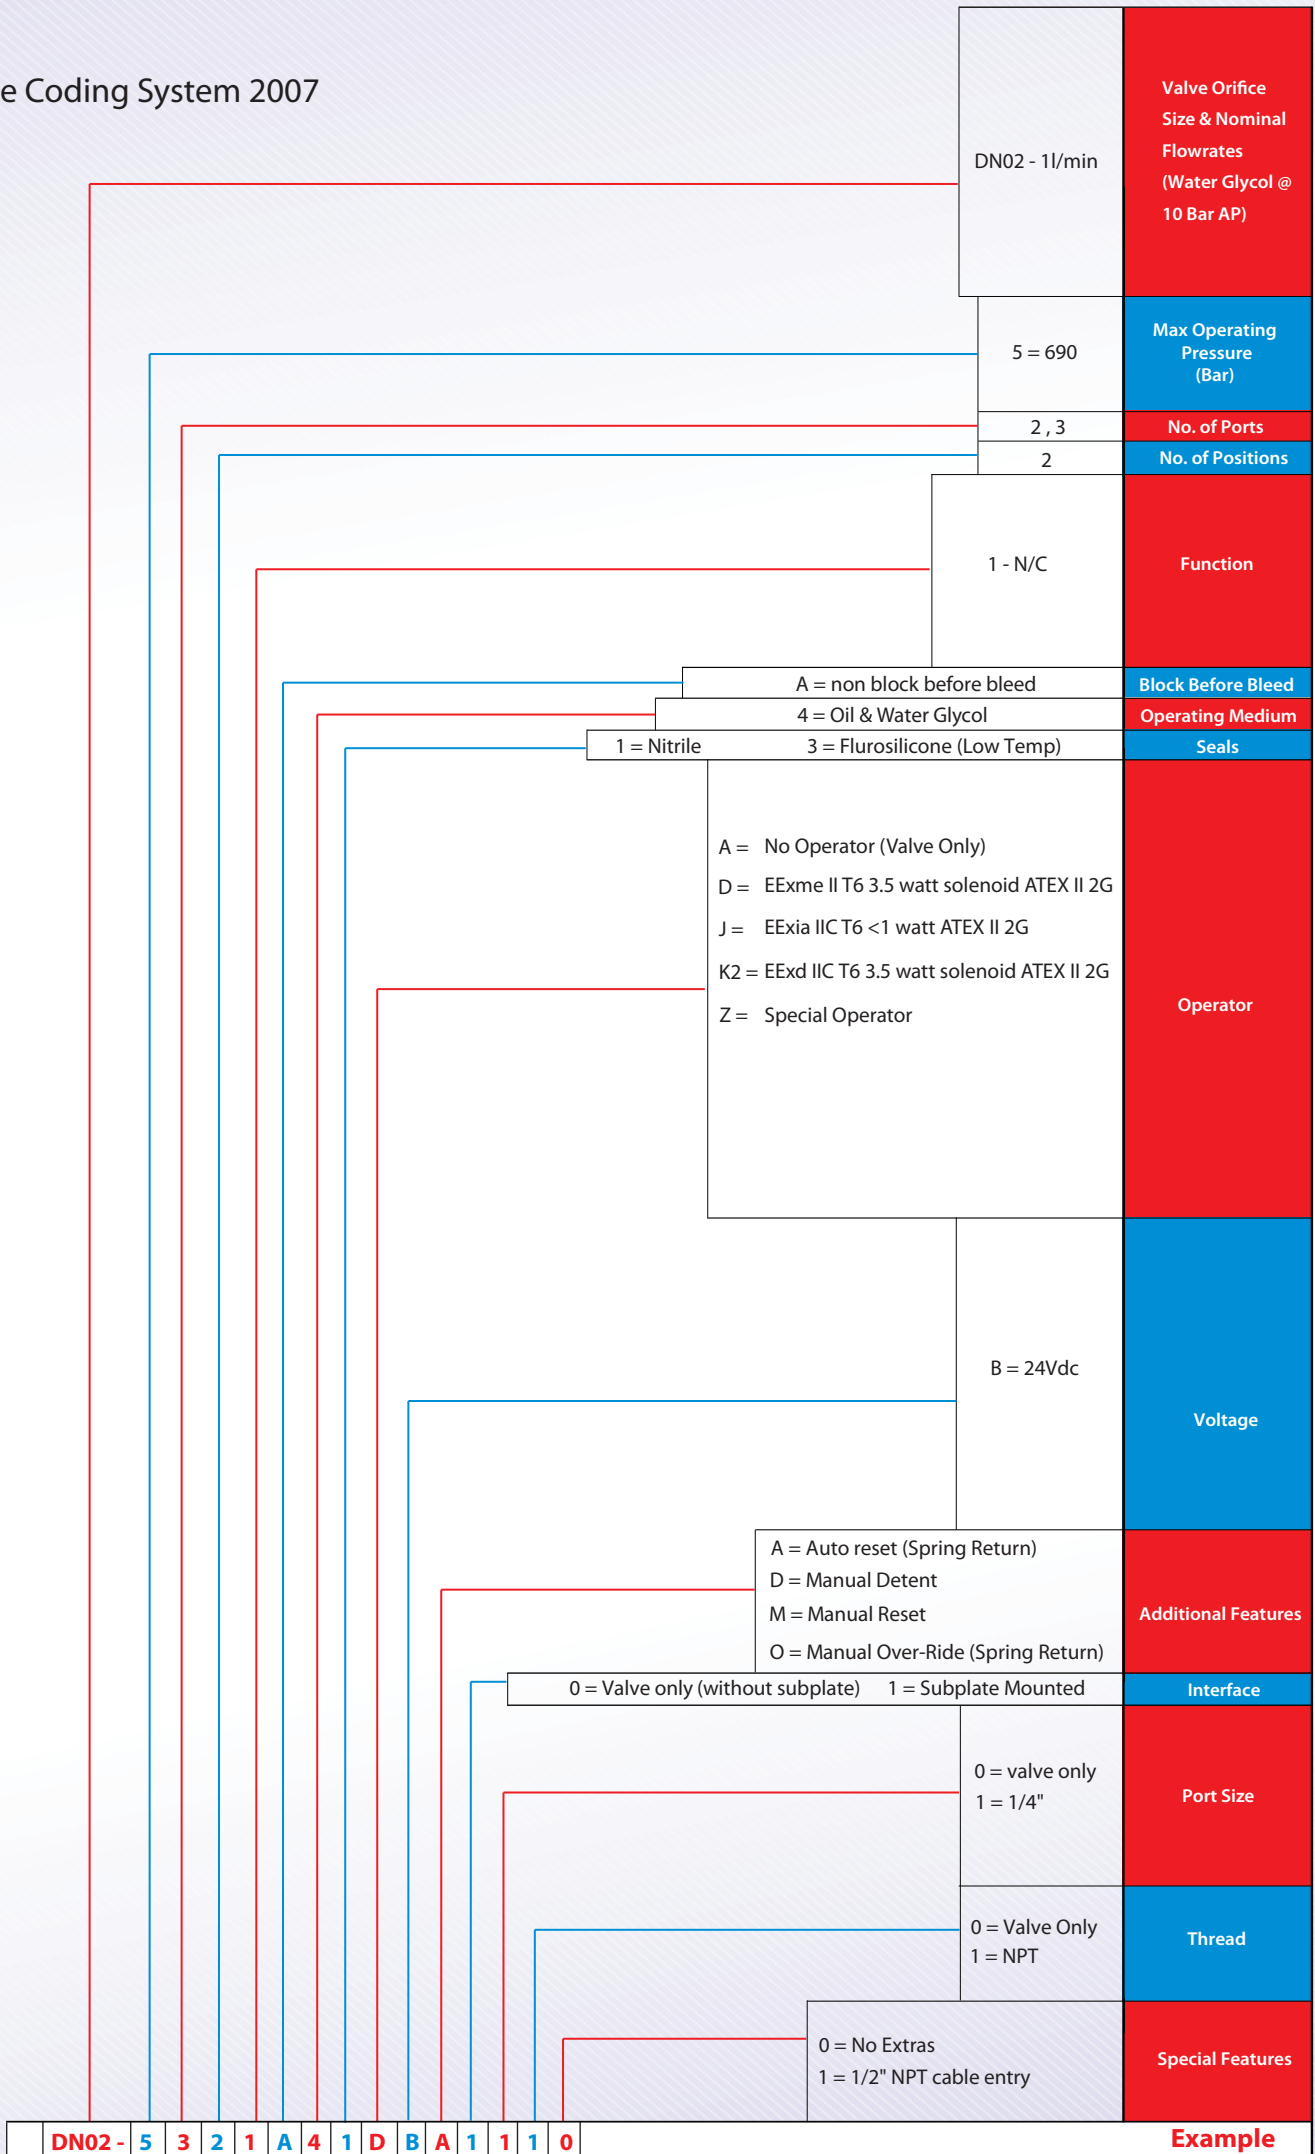 e Coding System 2007
DN02 - 1l/min
Valve Orifice
Size & Nominal
Flowrates
(Water Glycol @
10 Bar AP)
5 = 690
Max Operating
Pressure
(Bar)
2 , 3
No. of Ports
2
No. of Positions
1 - N/C
Function
A = non block before bleed
Block Before Bleed
4 = Oil & Water Glycol
Operating Medium
1 = Nitrile 3 = Flurosilicone (Low Temp)
Seals
A = No Operator (Valve Only)
D = EExme II T6 3.5 watt solenoid ATEX II 2G
J = EExia IIC T6 <1 watt ATEX II 2G
K2 = EExd IIC T6 3.5 watt solenoid ATEX II 2G
Z = Special Operator
Operator
B = 24Vdc
Voltage
A = Auto reset (Spring Return)
D = Manual Detent
M = Manual Reset
O = Manual Over-Ride (Spring Return)
Additional Features
0 = Valve only (without subplate) 1 = Subplate Mounted
Interface
0 = valve only
1 = 1/4"
Port Size
0 = Valve Only
1 = NPT
Thread
0 = No Extras
1 = 1/2" NPT cable entry
Special Features
DN02 - 5 3 2 1 A 4 1 D B A 1 1 1 0
Example